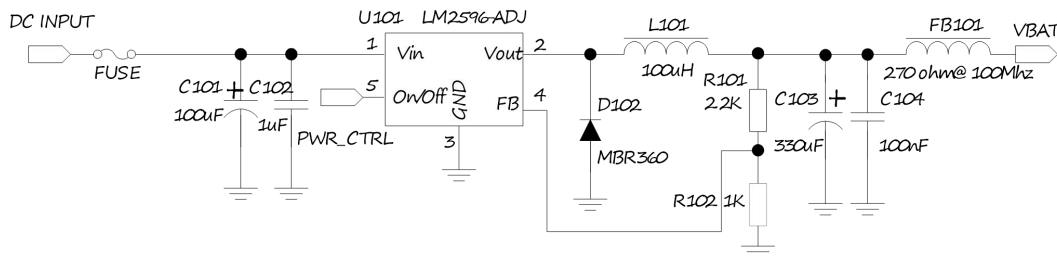 DC INPUT
FUSE
C101
100uF
+
C102
1uF
U101 LM2596-ADJ
1
Vin
Vout
2
5
On/Off
GND
FB
4
3
PWR_CTRL
D102
MBR360
L101
100uH
R101
2.2K
R102 1K
C103
+
330uF
C104
100nF
FB101
270 ohm@ 100Mhz
VBAT